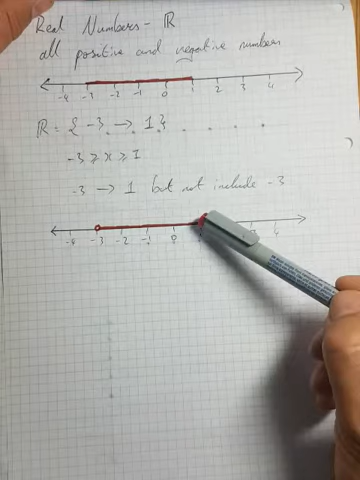 Real Numbers - ℝ
all positive and negative numbers
-4 -3 -2 -1 0 1 2 3 4
ℝ = { -3 → 1 }
-3 ⩾ x ⩾ 1
-3 → 1 but not include -3
-4 -3 -2 -1 0 4